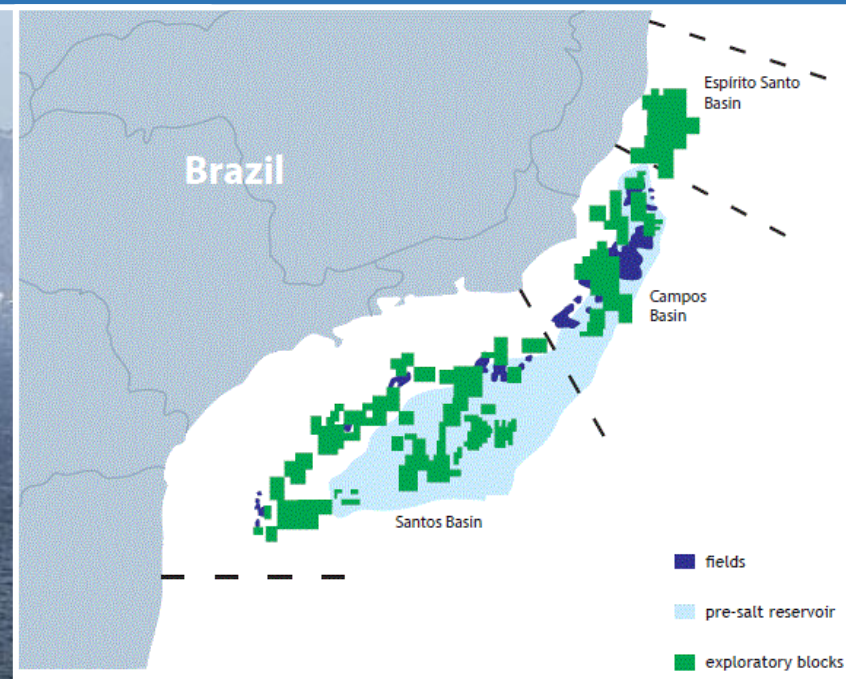 Espírito Santo
Basin
Brazil
Campos
Basin
Santos Basin
fields
pre-salt reservoir
exploratory blocks